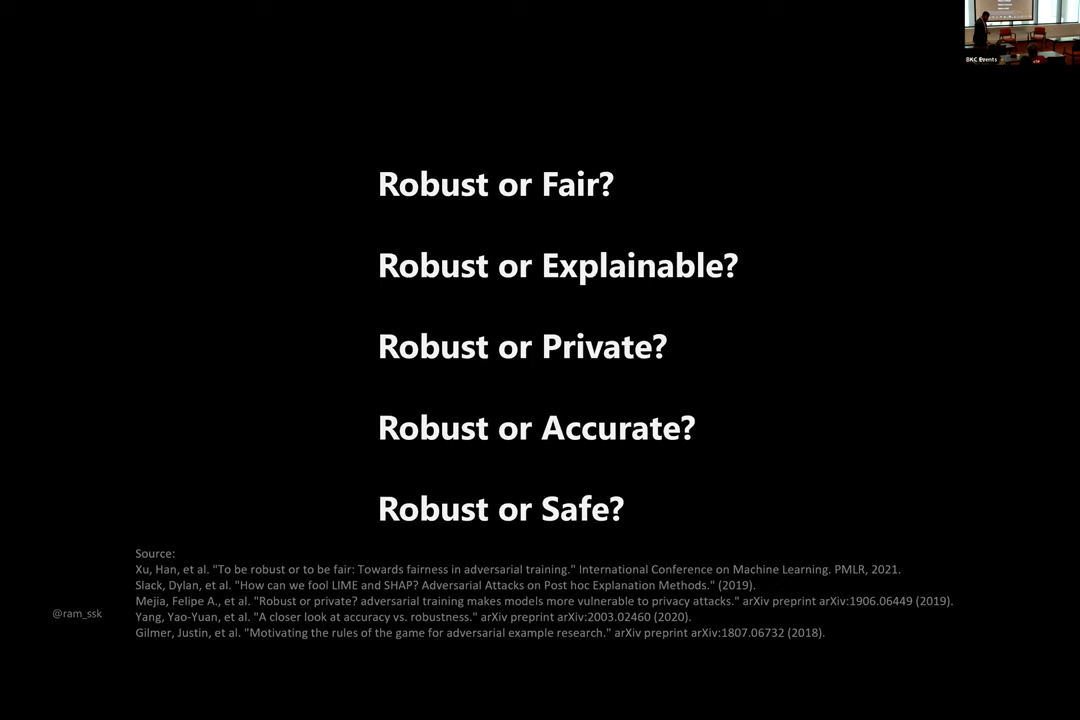 BKC Events
Robust or Fair?
Robust or Explainable?
Robust or Private?
Robust or Accurate?
Robust or Safe?
Source:
Xu, Han, et al. "To be robust or to be fair: Towards fairness in adversarial training." International Conference on Machine Learning. PMLR, 2021.
Slack, Dylan, et al. "How can we fool LIME and SHAP? Adversarial Attacks on Post hoc Explanation Methods." (2019).
Mejia, Felipe A., et al. "Robust or private? adversarial training makes models more vulnerable to privacy attacks." arXiv preprint arXiv:1906.06449 (2019).
@ram_ssk
Yang, Yao-Yuan, et al. "A closer look at accuracy vs. robustness." arXiv preprint arXiv:2003.02460 (2020).
Gilmer, Justin, et al. "Motivating the rules of the game for adversarial example research." arXiv preprint arXiv:1807.06732 (2018).